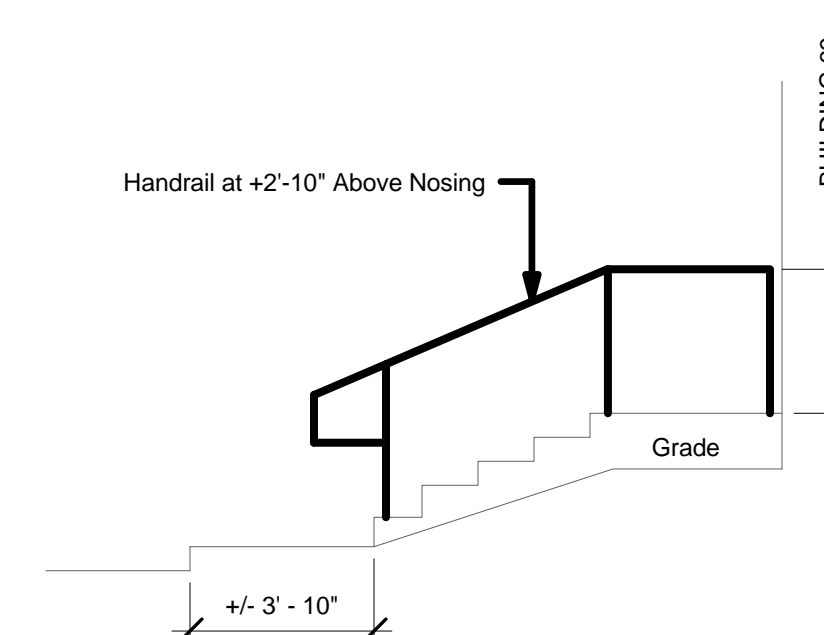 Handrail at +2'-10" Above Nosing
Grade
+/- 3' - 10"